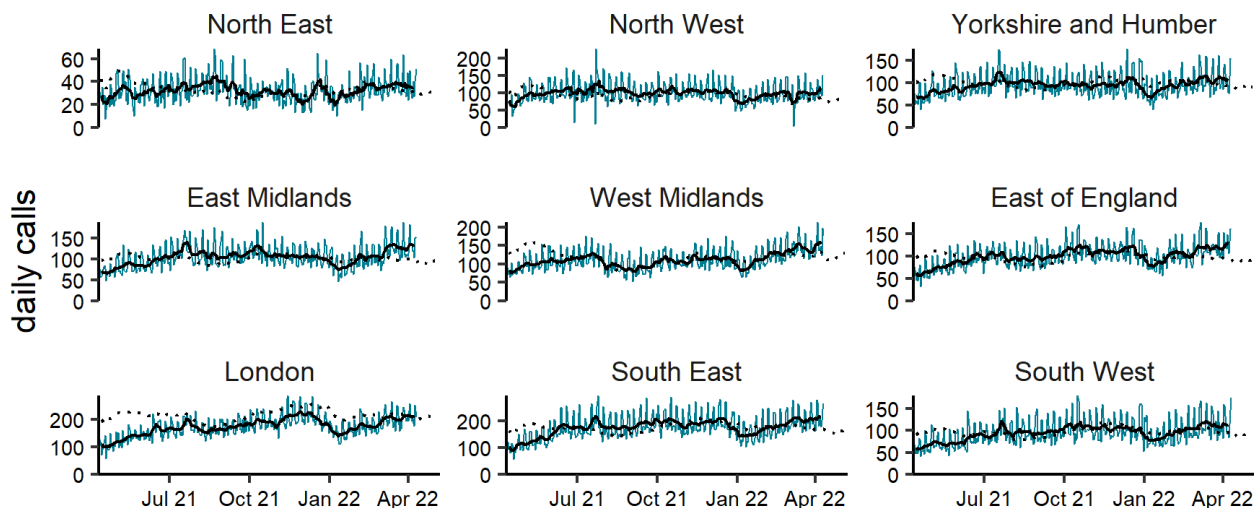 North East
North West
Yorkshire and Humber
60
40
20
0
200
150
100
50
0
150
100
50
0
daily calls
East Midlands
West Midlands
East of England
150
100
50
0
200
150
100
50
0
150
100
50
0
London
South East
South West
200
100
0
200
100
0
150
100
50
0
Jul 21 Oct 21 Jan 22 Apr 22
Jul 21 Oct 21 Jan 22 Apr 22
Jul 21 Oct 21 Jan 22 Apr 22